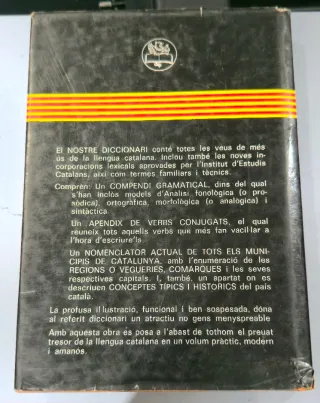 El NOSTRE DICCIONARI conté totes les veus de més
ús de la llengua catalana. Inclou també les noves in-
corporacions lexicals aprovades per l'Institut d'Estudis
Catalans, així com termes familiars i tècnics.
Comprèn: Un COMPENDI GRAMATICAL, dins del qual
s'han inclòs models d'Anàlisi fonològica (o pro-
sòdica), ortogràfica, morfològica (o analògica) i
sintàctica.
Un APENDIX DE VERBS CONJUGATS, el qual
reuneix tots aquells verbs que més fan vacil·lar a
l'hora d'escriure'ls
Un NOMENCLATOR ACTUAL DE TOTS ELS MUNI-
CIPIS DE CATALUNYA, amb l'enumeració de les
REGIONS O VEGUERIES, COMARQUES i les seves
respectives capitals. I, també, un apartat on es
descriuen CONCEPTES TÍPICS I HISTORICS del país
català.
La profusa il·lustració, funcional i ben sospesada, dóna
al referit diccionari un atractiu no gens menyspreable
Amb aquesta obra es posa a l'abast de tothom el preuat
tresor de la llengua catalana en un volum pràctic, modern
i amanós.